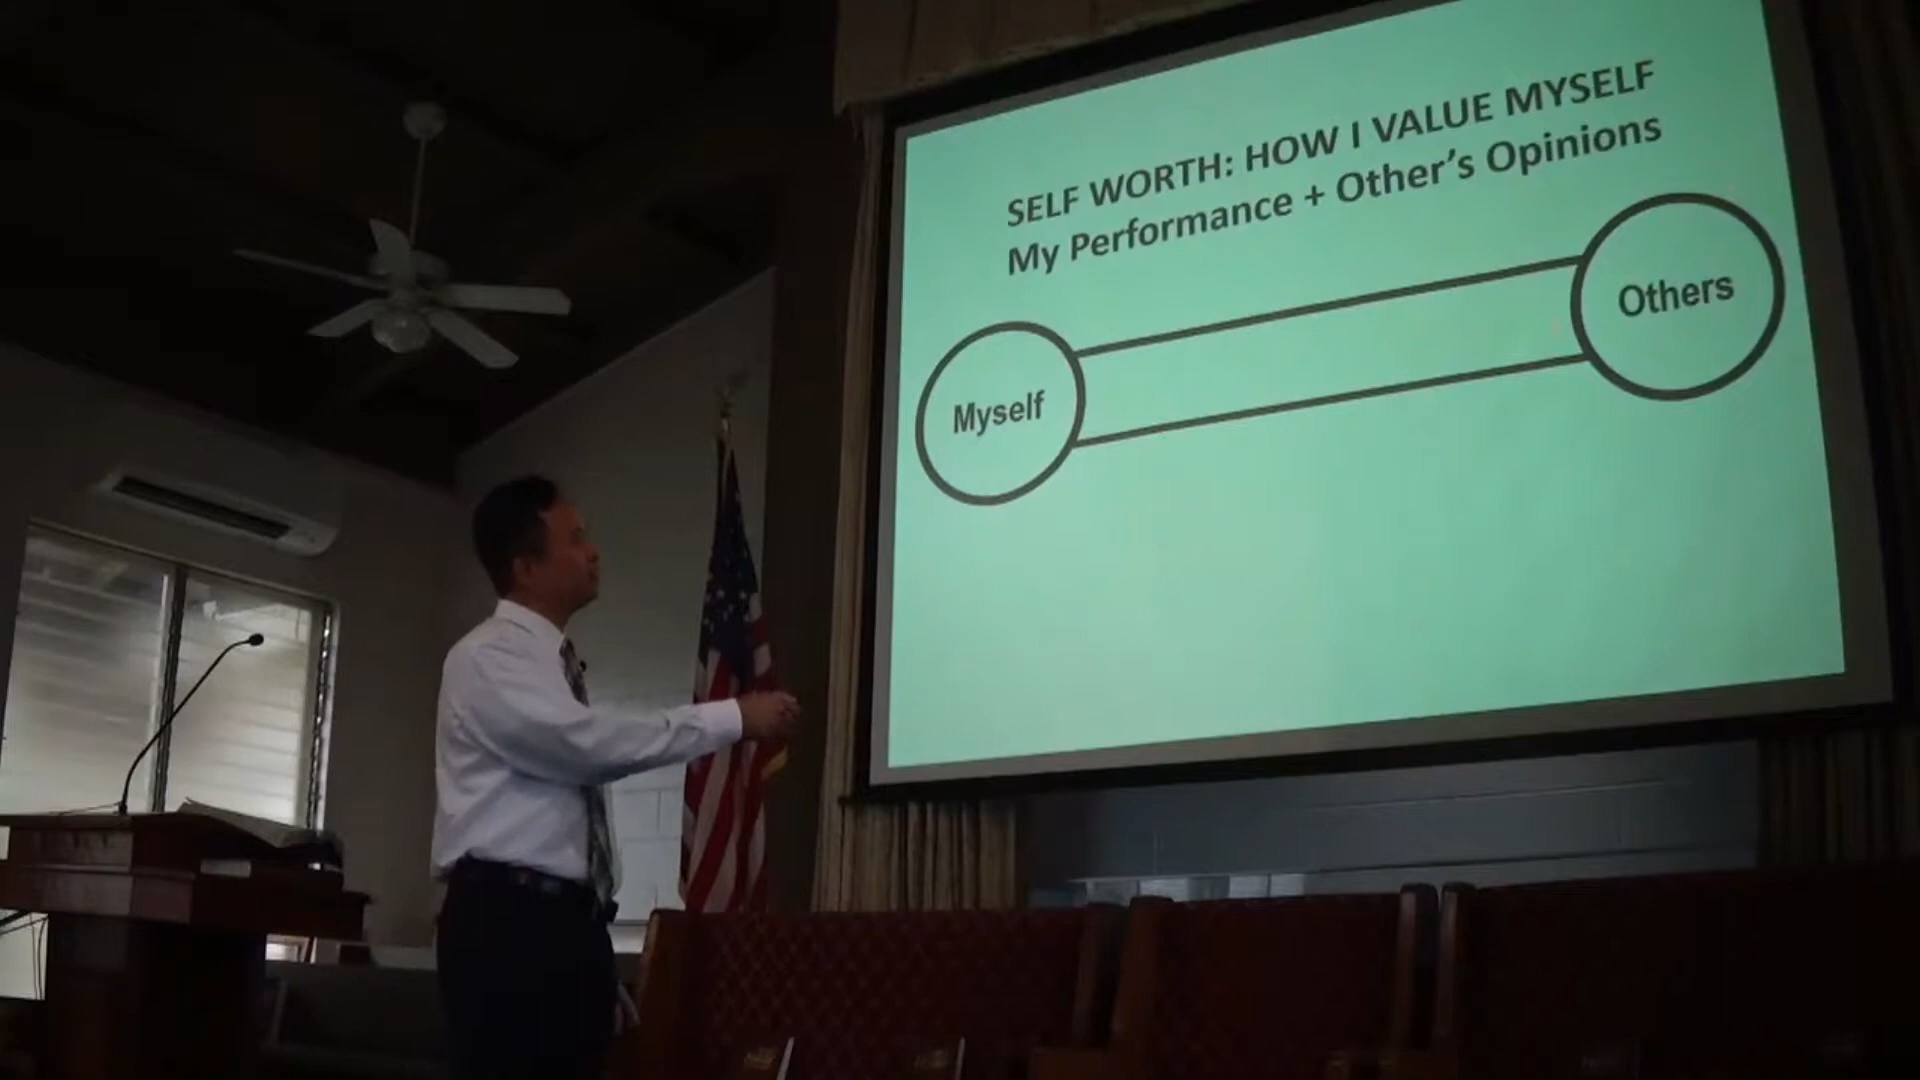 SELF WORTH: HOW I VALUE MYSELF
My Performance + Other's Opinions
Myself
Others